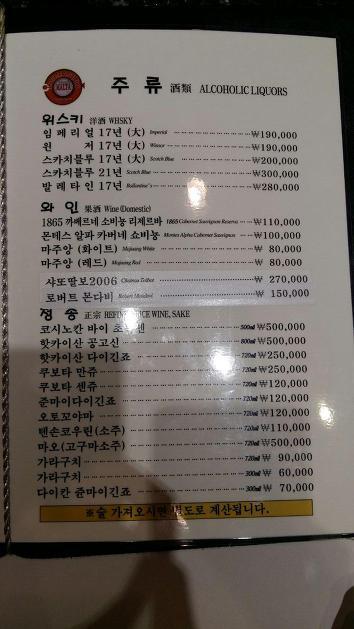 주 류 酒類 ALCOHOLIC LIQUORS
위스키 洋酒 WHSKY
임 페 리 얼 17년 (大) Imperial ₩190,000
윈 저 17년 (大) Winsor ₩190,000
스카치블루 17년 (大) Scotch Blue ₩200,000
스카치블루 21년 Scotch Blue ₩300,000
발 렌 타 인 17년 Ballantine's ₩280,000
와 인 果酒 Wine (Domestic)
1865 까베르네 소비뇽 리제르바 1865 Cabernet Sauvignon Reserva ₩110,000
몬테스 알파 카버네 쇼비뇽 Montes Alpha Cabernet Sauvignon ₩100,000
마주앙 (화이트) Majuang White ₩ 80,000
마주앙 (레드) Majuang Red ₩ 80,000
샤또딸보2006 Chateau Talbot ₩ 270,000
로버트 몬다비 Robert Mondavi ₩ 150,000
정 종 正宗 REFINE RICE WINE, SAKE
코시노칸 바이 500ml ₩500,000
핫카이산 공고신 800ml ₩500,000
핫카이산 다이긴죠 720ml ₩250,000
쿠보타 만쥬 720ml ₩250,000
쿠보타 센쥬 720ml ₩120,000
준마이다이긴죠 720ml ₩120,000
오토꼬야마 720ml ₩120,000
텐손코우린(소주) 720ml ₩110,000
마오(고구마소주) 720ml ₩500,000
가라구치 720ml ₩ 90,000
가라구치 300ml ₩ 60,000
다이칸 준마이긴죠 300ml ₩ 70,000
※술 가져오시면 별도로 계산됩니다.